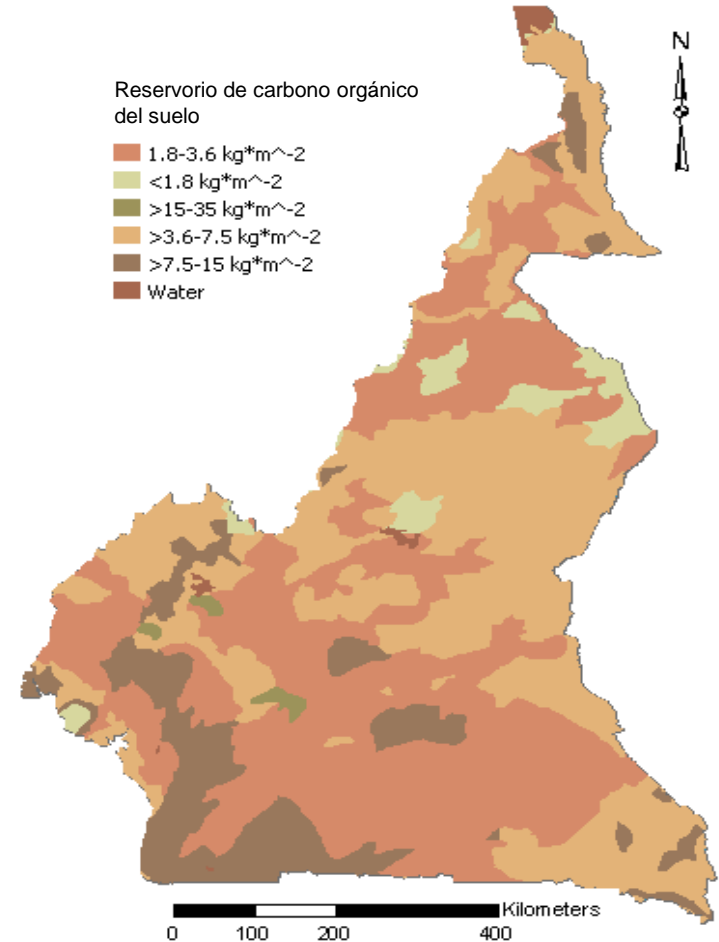 N
Reservorio de carbono orgánico
del suelo
1.8-3.6 kg*m^-2
<1.8 kg*m^-2
>15-35 kg*m^-2
>3.6-7.5 kg*m^-2
>7.5-15 kg*m^-2
Water
Kilometers
0 100 200 400